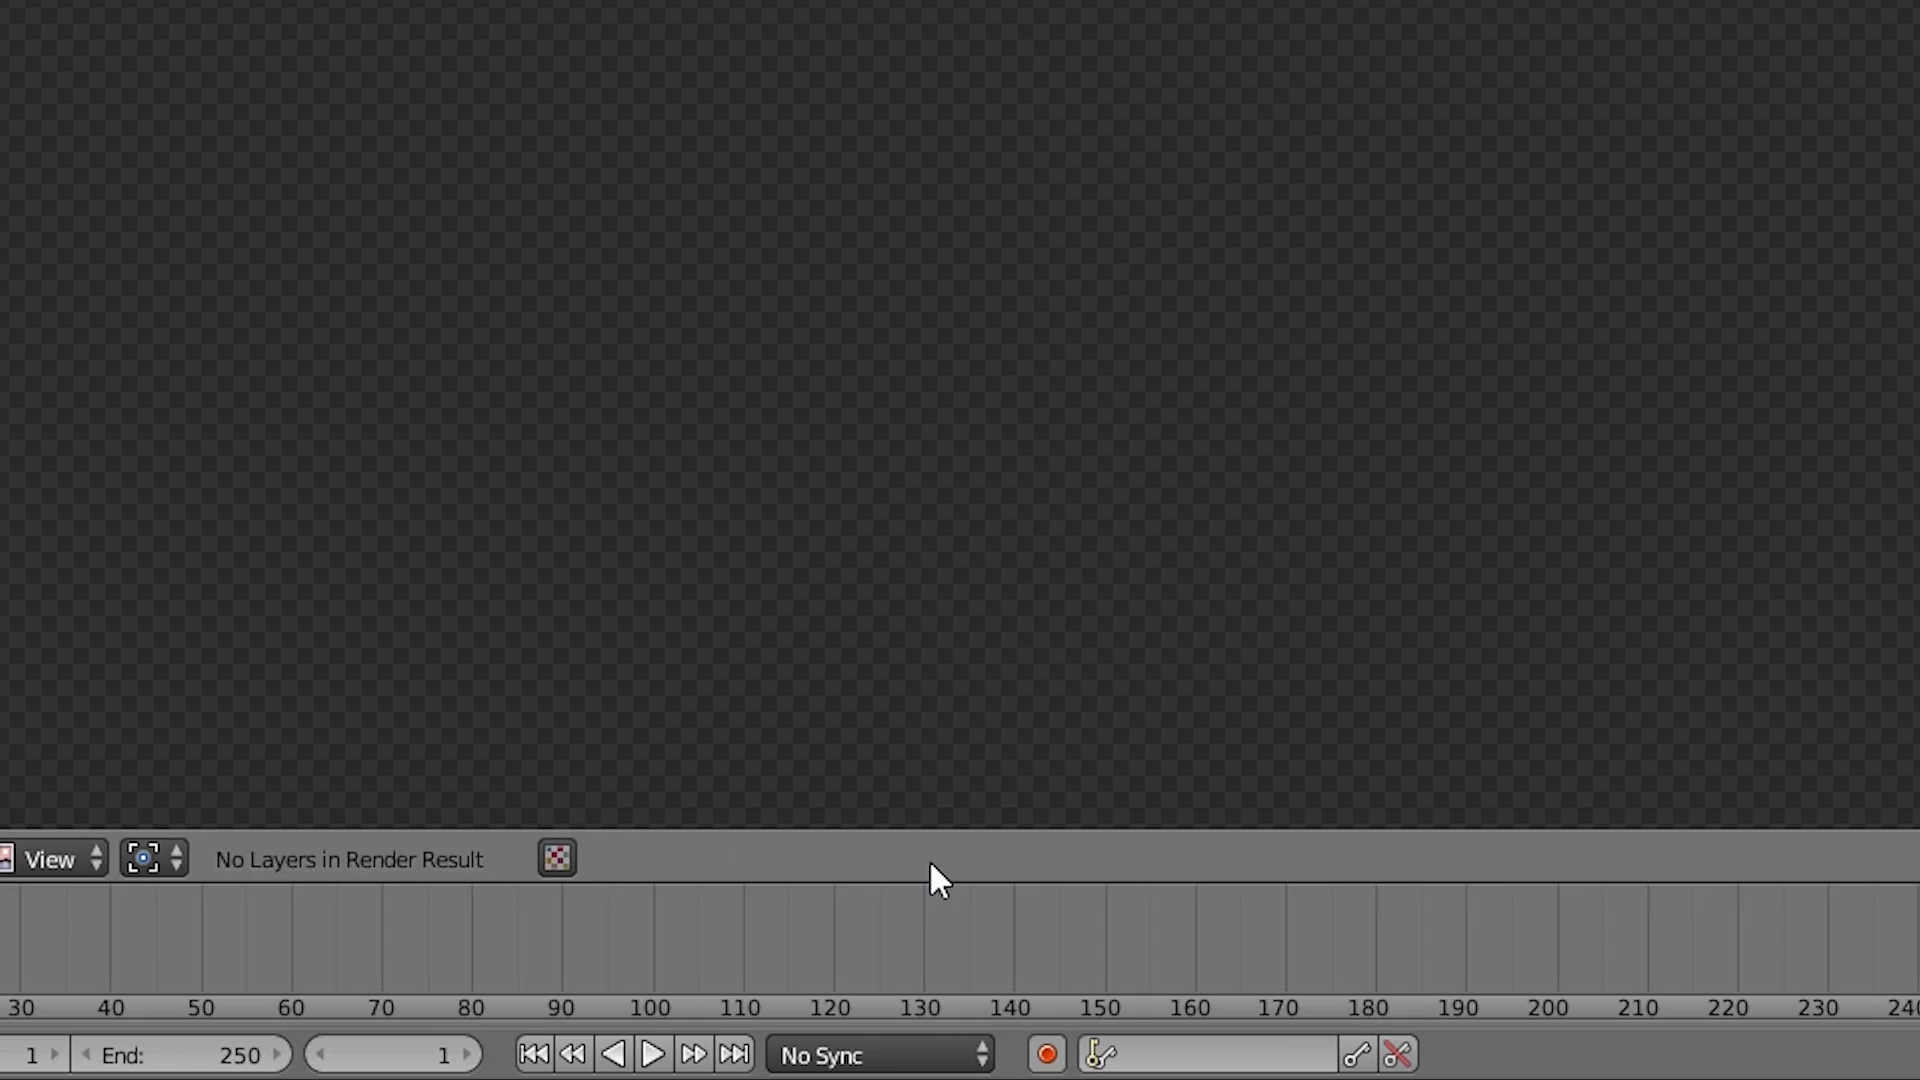 View No Layers in Render Result
30 40 50 60 70 80 90 100 110 120 130 140 150 160 170 180 190 200 210 220 230 240
1 End: 250 1 No Sync